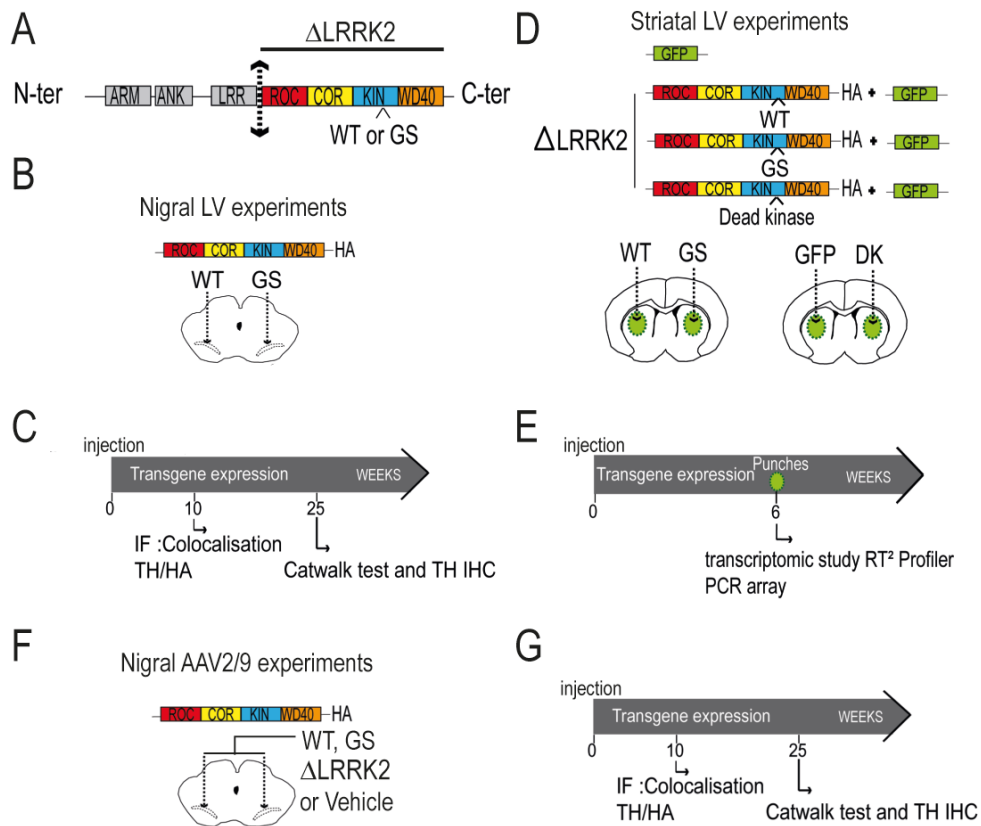 A
ΔLRRK2
N-ter
ARM
ANK
LRR
ROC
COR
KIN
WD40
C-ter
WT or GS
B
Nigral LV experiments
ROC
COR
KIN
WD40
HA
WT
GS
C
injection
Transgene expression
WEEKS
0
10
25
IF :Colocalisation
TH/HA
Catwalk test and TH IHC
D
Striatal LV experiments
GFP
ΔLRRK2
ROC
COR
KIN
WD40
HA +
GFP
WT
ROC
COR
KIN
WD40
HA +
GFP
GS
ROC
COR
KIN
WD40
HA +
GFP
Dead kinase
WT
GS
GFP
DK
E
injection
Transgene expression
Punches
WEEKS
0
6
transcriptomic study RT² Profiler
PCR array
F
Nigral AAV2/9 experiments
ROC
COR
KIN
WD40
HA
WT, GS
ΔLRRK2
or Vehicle
G
injection
Transgene expression
WEEKS
0
10
25
IF :Colocalisation
TH/HA
Catwalk test and TH IHC